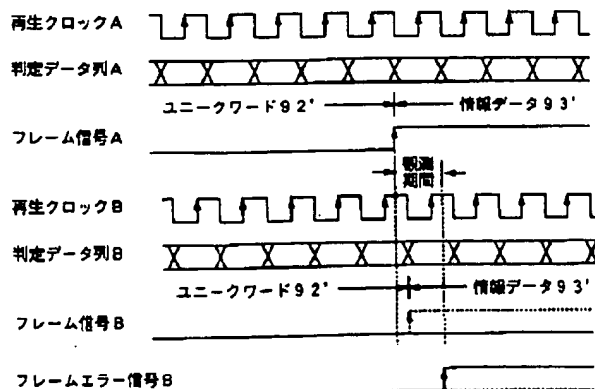 再生クロックA
判定データ列A
ユニークワード92' 情報データ93'
フレーム信号A
観測
期間
再生クロックB
判定データ列B
ユニークワード92' 情報データ93'
フレーム信号B
フレームエラー信号B